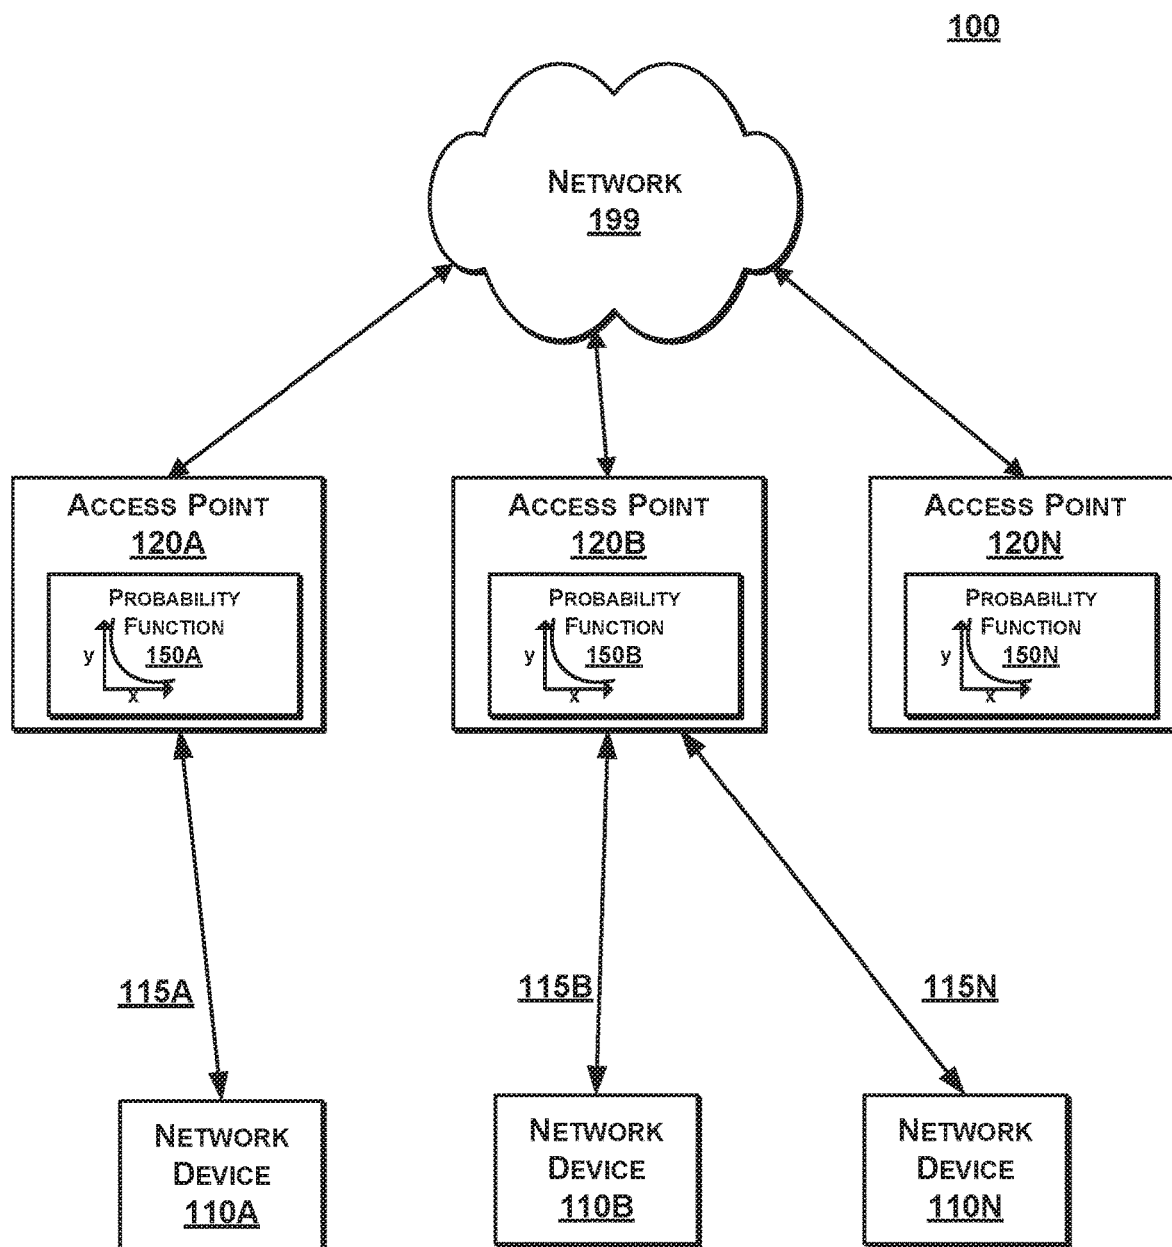 100
NETWORK
199
ACCESS POINT
120A
PROBABILITY
FUNCTION
150A
y
x
ACCESS POINT
120B
PROBABILITY
FUNCTION
150B
y
x
ACCESS POINT
120N
PROBABILITY
FUNCTION
150N
y
x
115A
115B
115N
NETWORK
DEVICE
110A
NETWORK
DEVICE
110B
NETWORK
DEVICE
110N